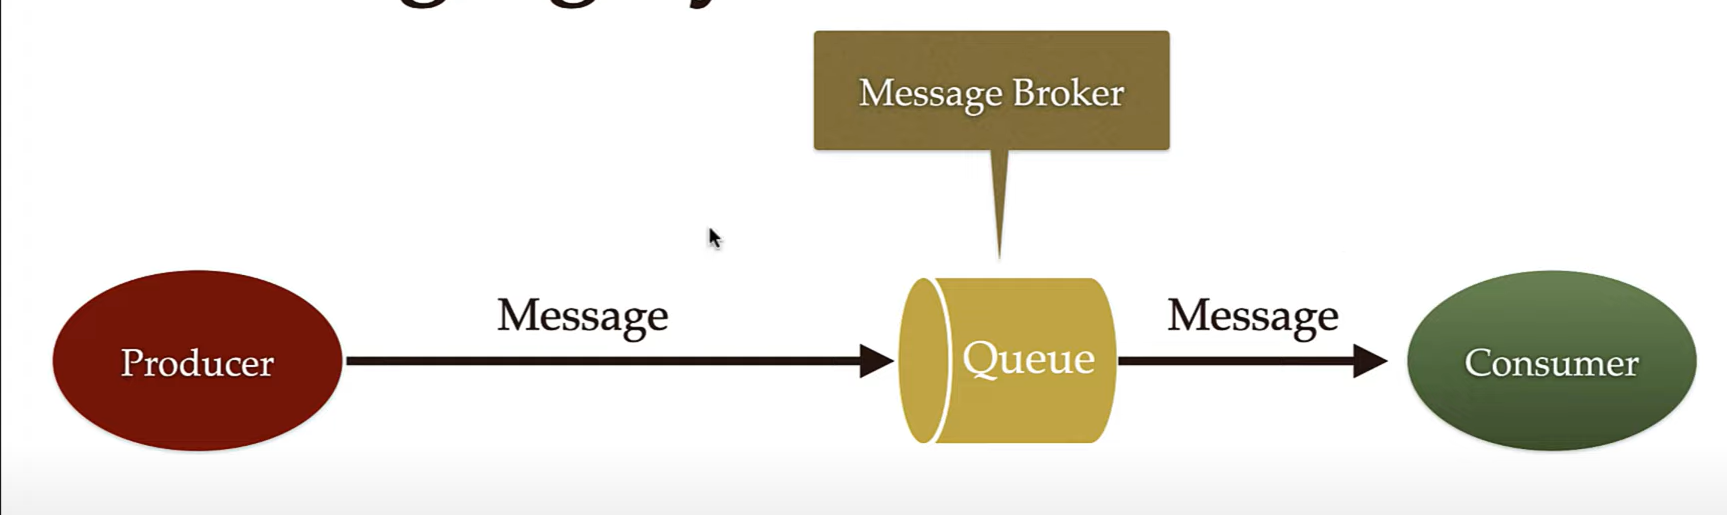 Message Broker
Producer
Message
Queue
Message
Consumer